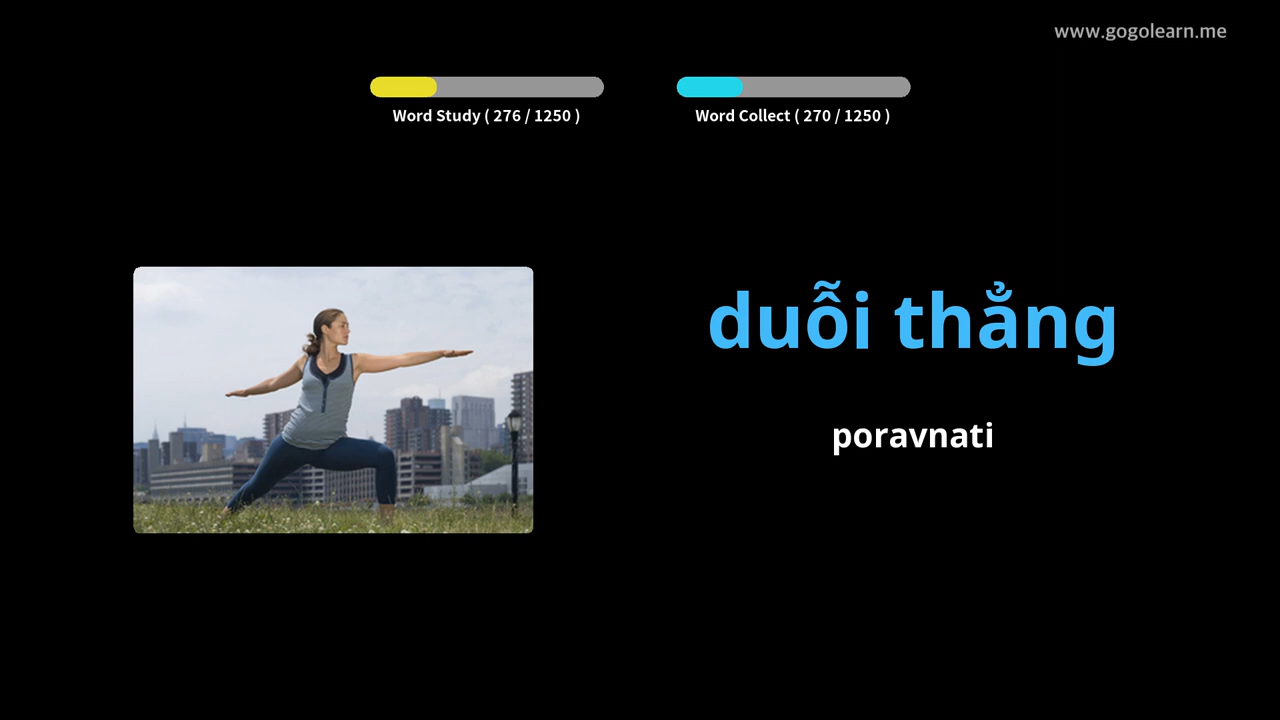 www.gogolearn.me
Word Study ( 276 / 1250 )
Word Collect ( 270 / 1250 )
duỗi thẳng
poravnati